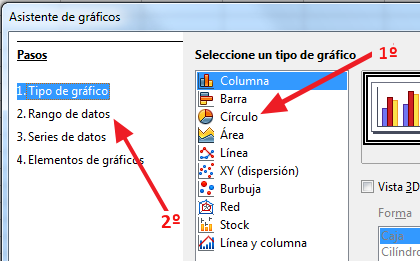 Asistente de gráficos
Pasos
1. Tipo de gráfico
2. Rango de datos
3. Series de datos
4. Elementos de gráficos
2º
Seleccione un tipo de gráfico
1º
Columna
Barra
Círculo
Área
Línea
XY (dispersión)
Burbuja
Red
Stock
Línea y columna
Vista 3D
Forma
Caja
Cilindro